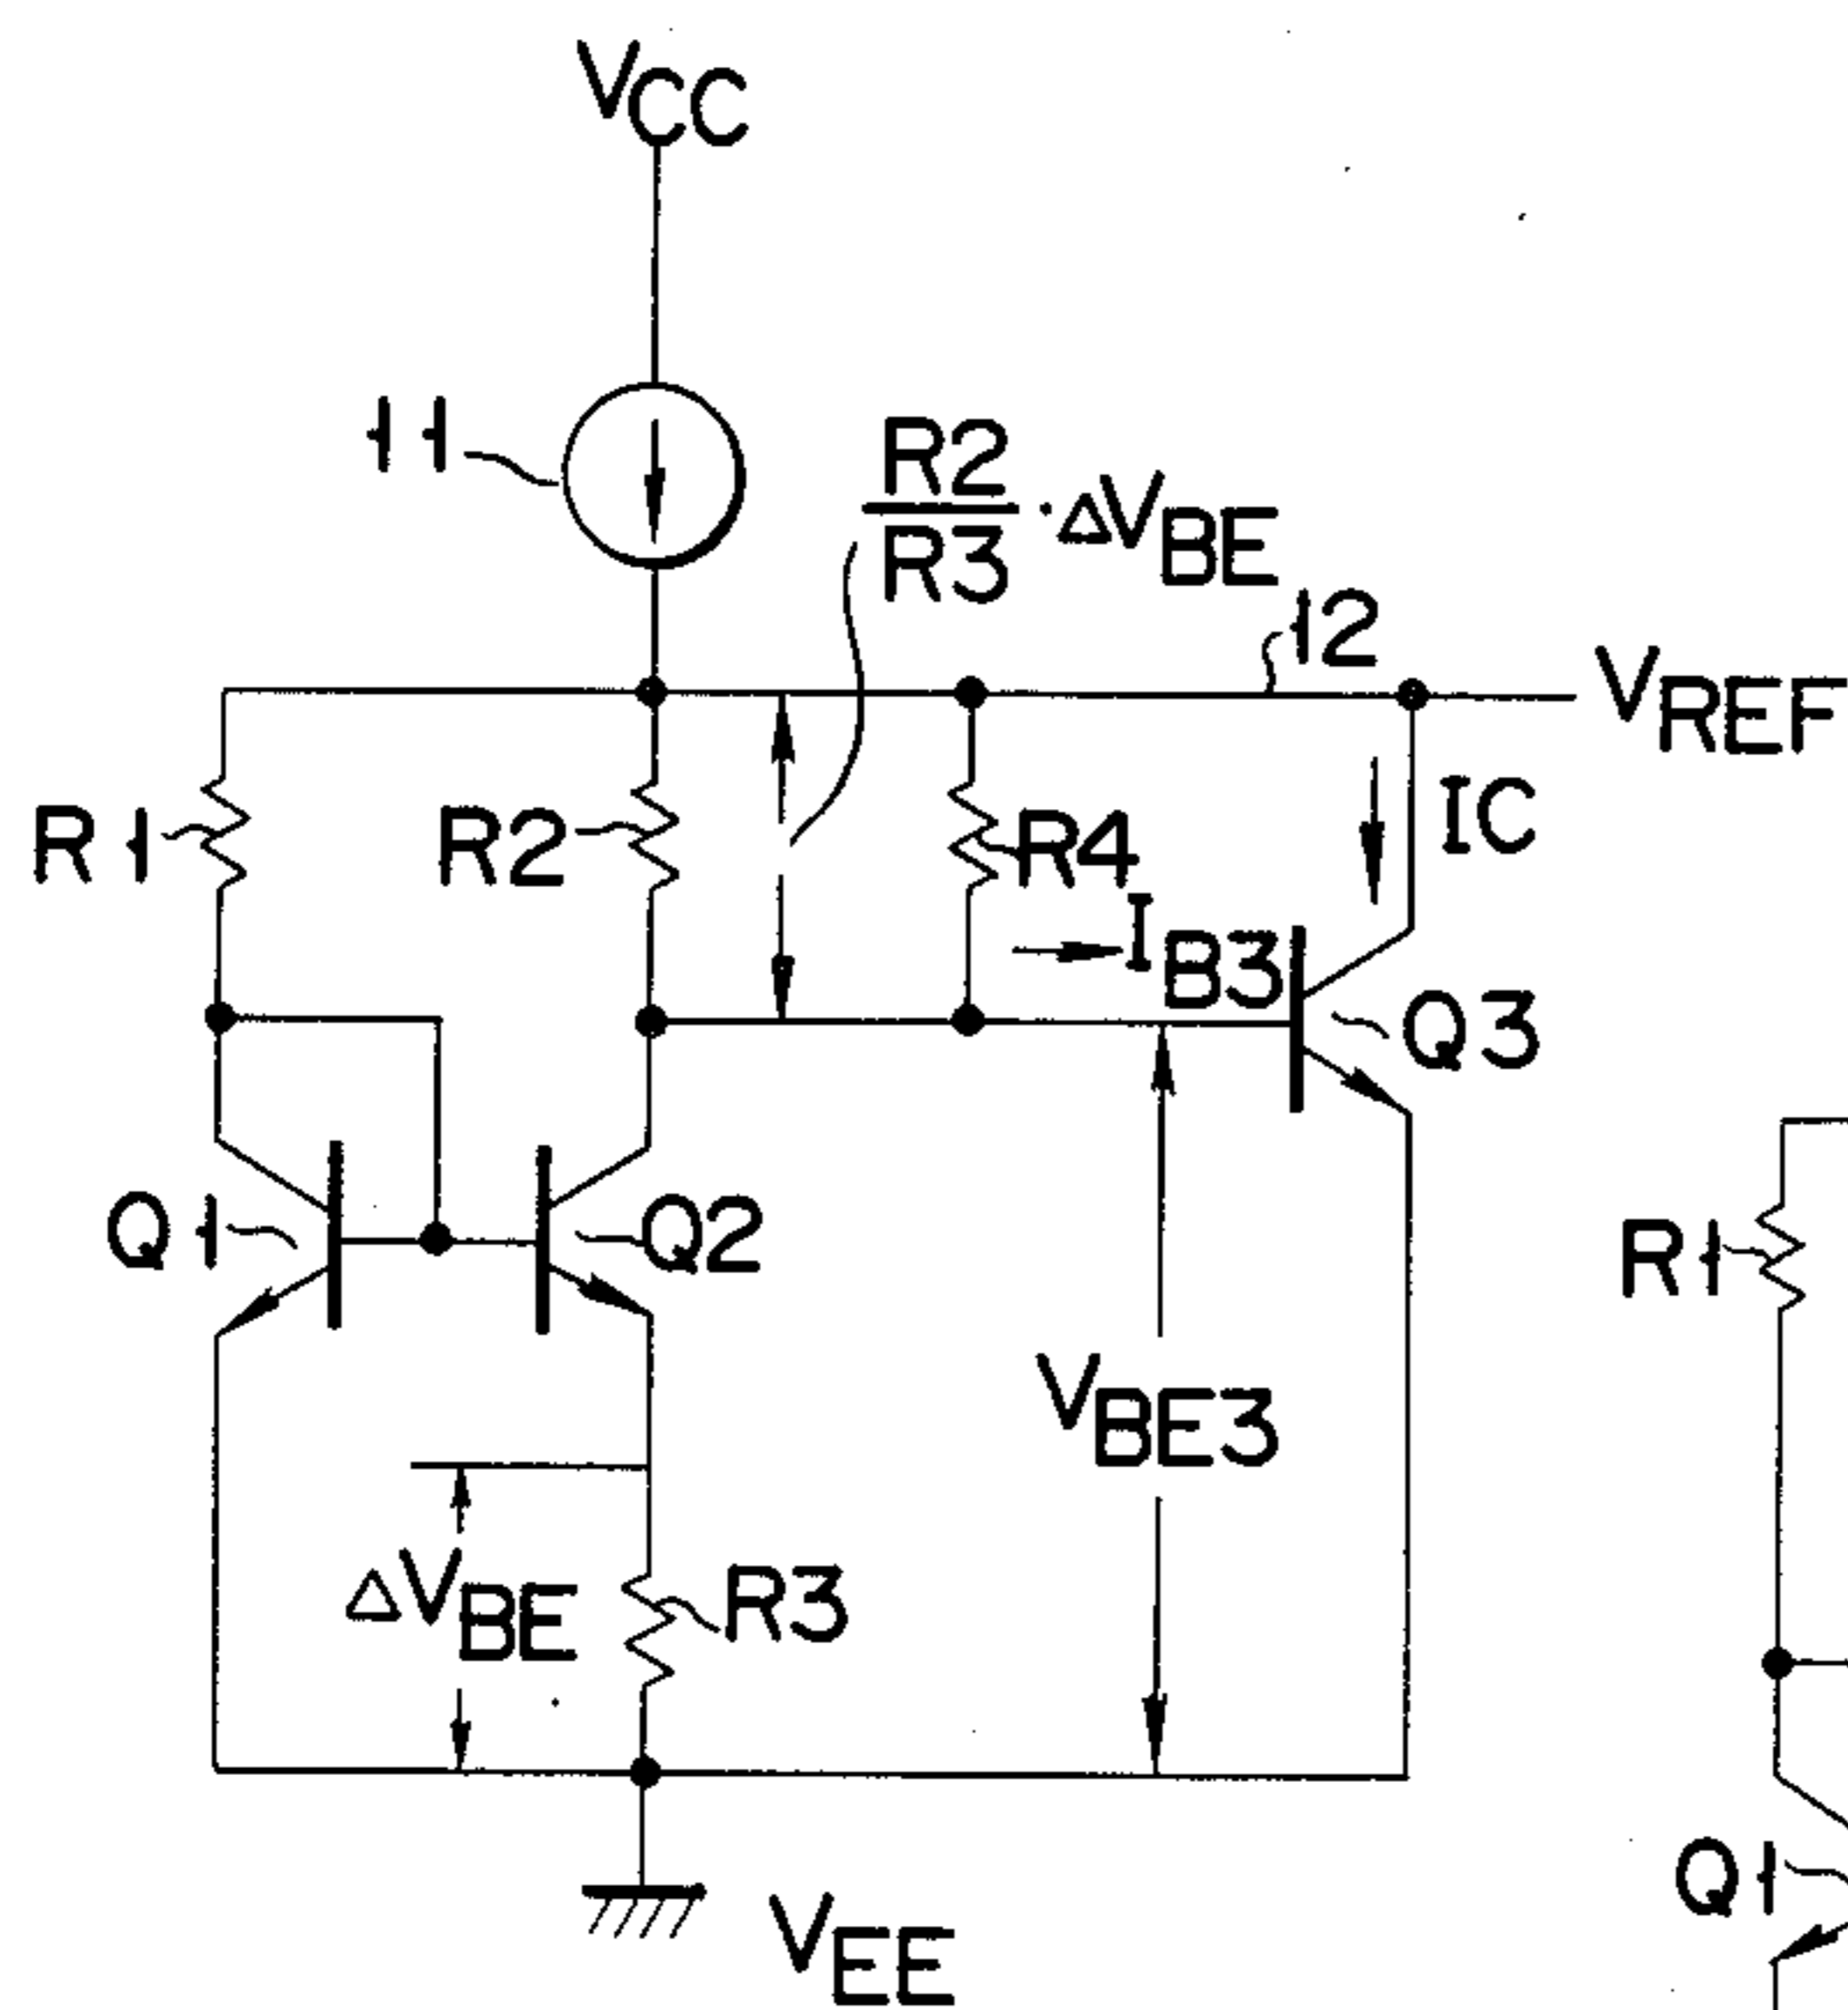 VCC
11
R2
R3
·ΔVBE
12
VREF
R1
R2
R4
IC
IB3
Q3
Q1
Q2
R1
VBE3
ΔVBE
R3
Q1
VEE